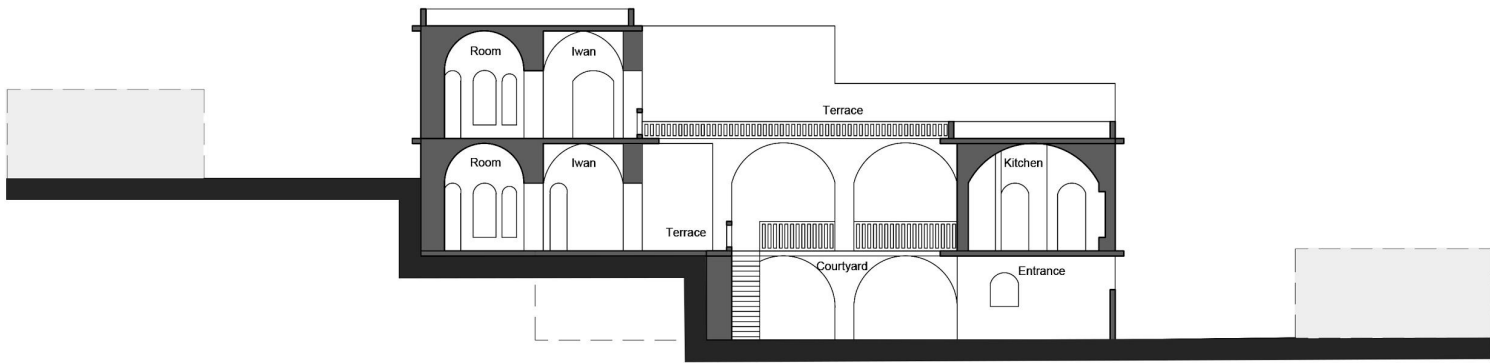 Room
Iwan
Terrace
Room
Iwan
Kitchen
Terrace
Courtyard
Entrance